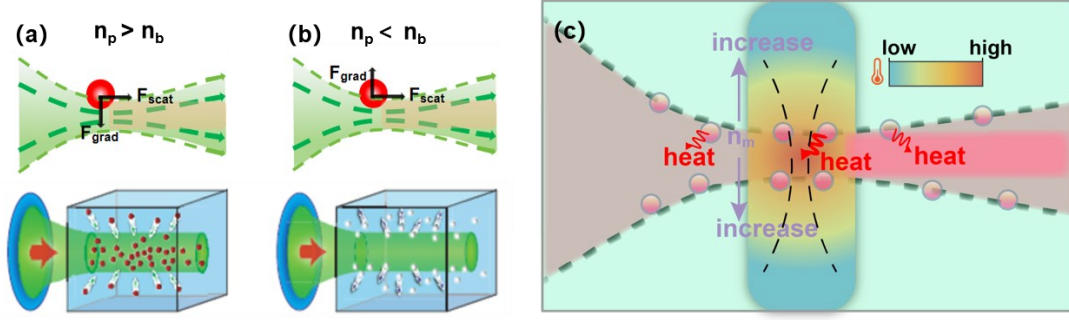 (a)
n_p > n_b
F_scat
F_grad
(b)
n_p < n_b
F_grad
F_scat
(c)
increase
n_m
increase
low
high
heat
heat
heat